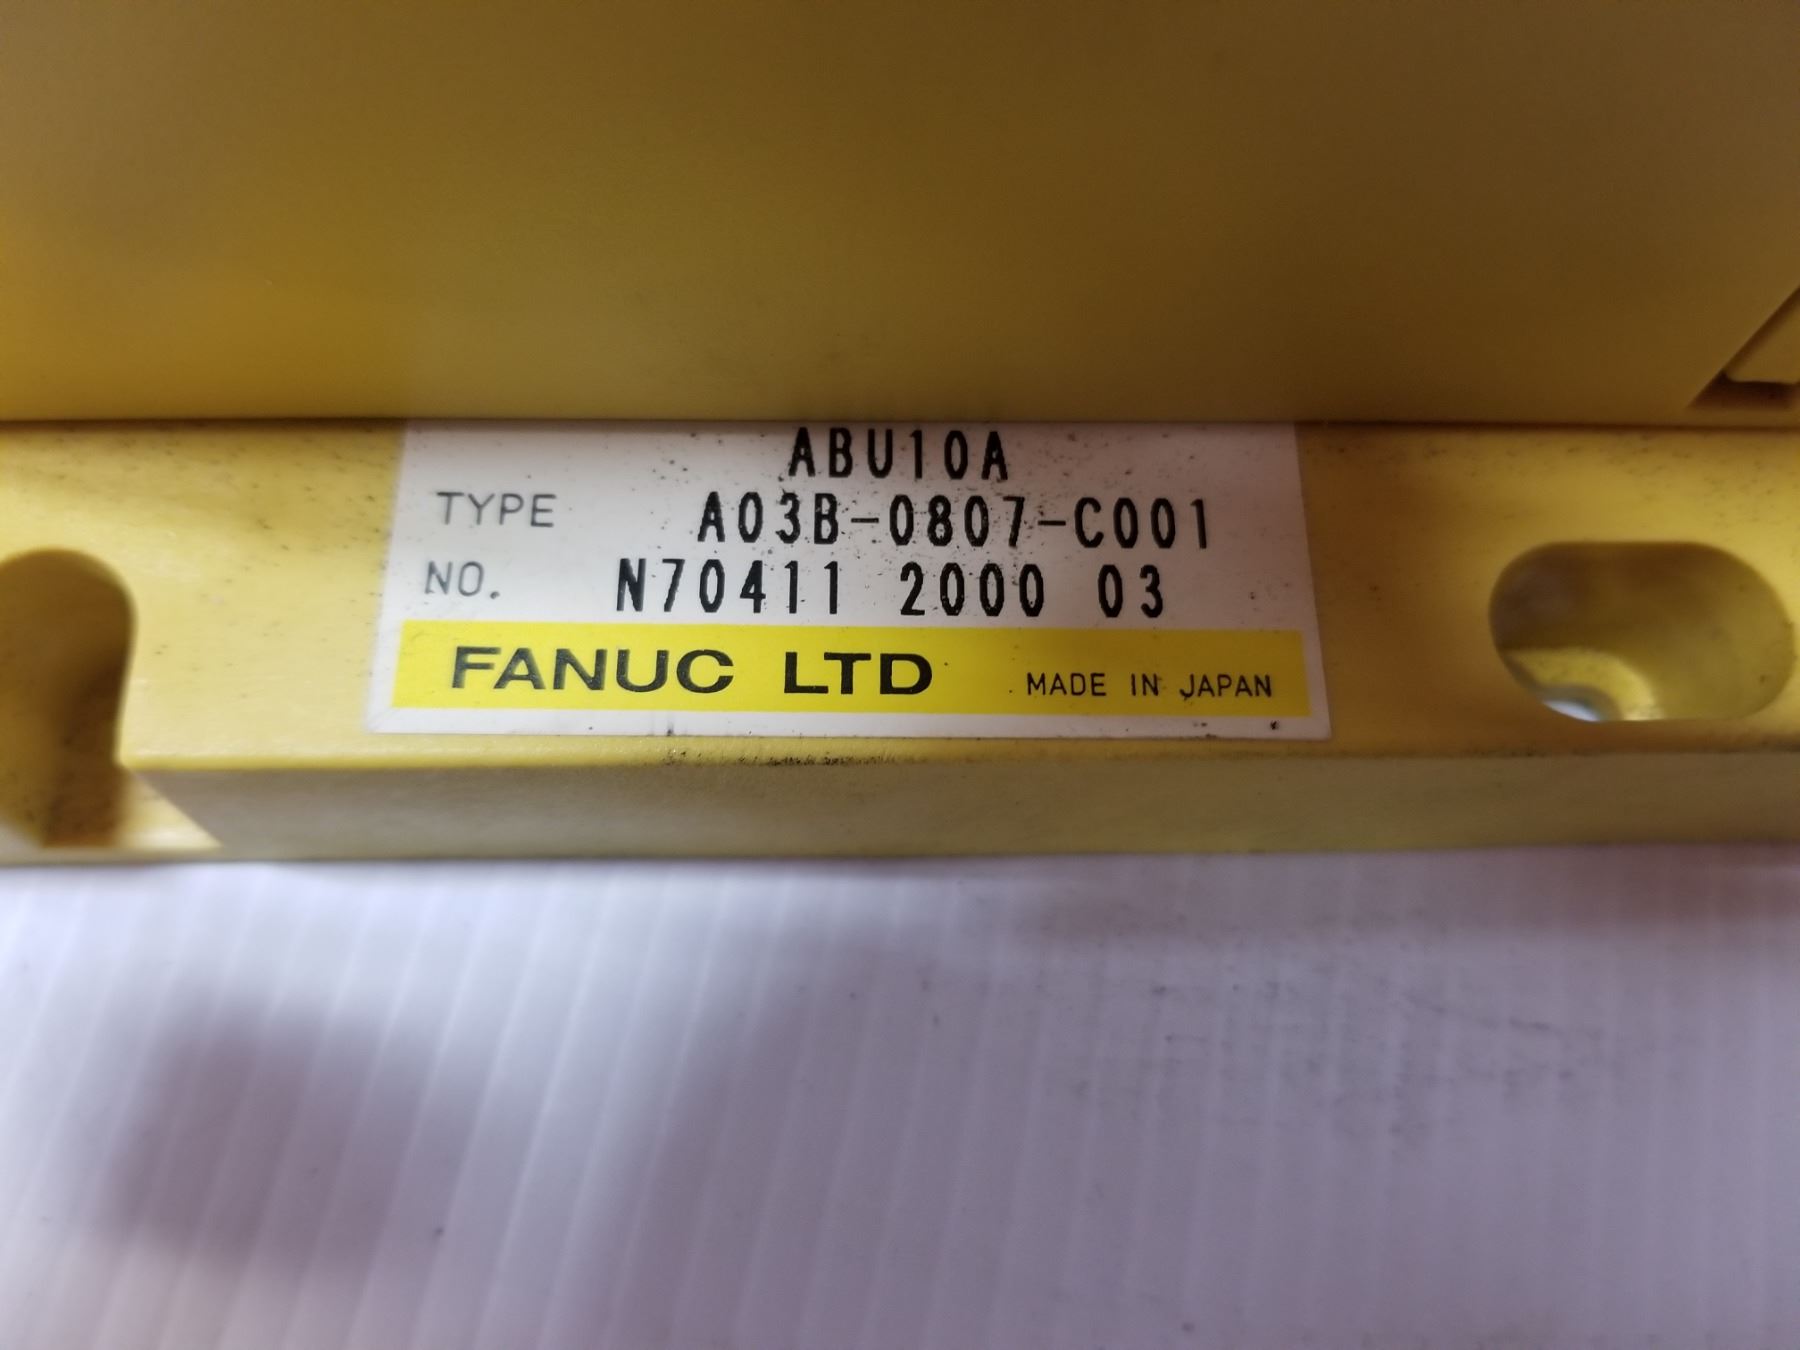 ABU10A
TYPE A03B-0807-C001
NO. N70411 2000 03
FANUC LTD MADE IN JAPAN